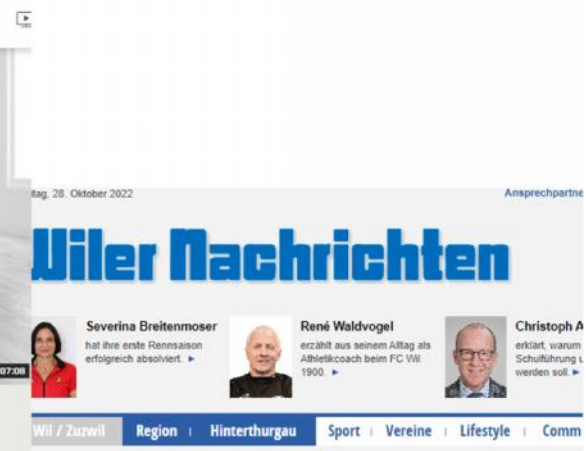 tag, 28. Oktober 2022
Ansprechpartne
Wiler Nachrichten
Severina Breitenmoser
hat ihre erste Rennsaison
erfolgreich absolviert. ►
René Waldvogel
erzählt aus seinem Alltag als
Athletikcoach beim FC Wil
1900. ►
Christoph A
erklärt, warum
Schulführung u
werden soll. ►
07:08
Wil / Zuzwil Region Hinterthurgau Sport Vereine Lifestyle Comm